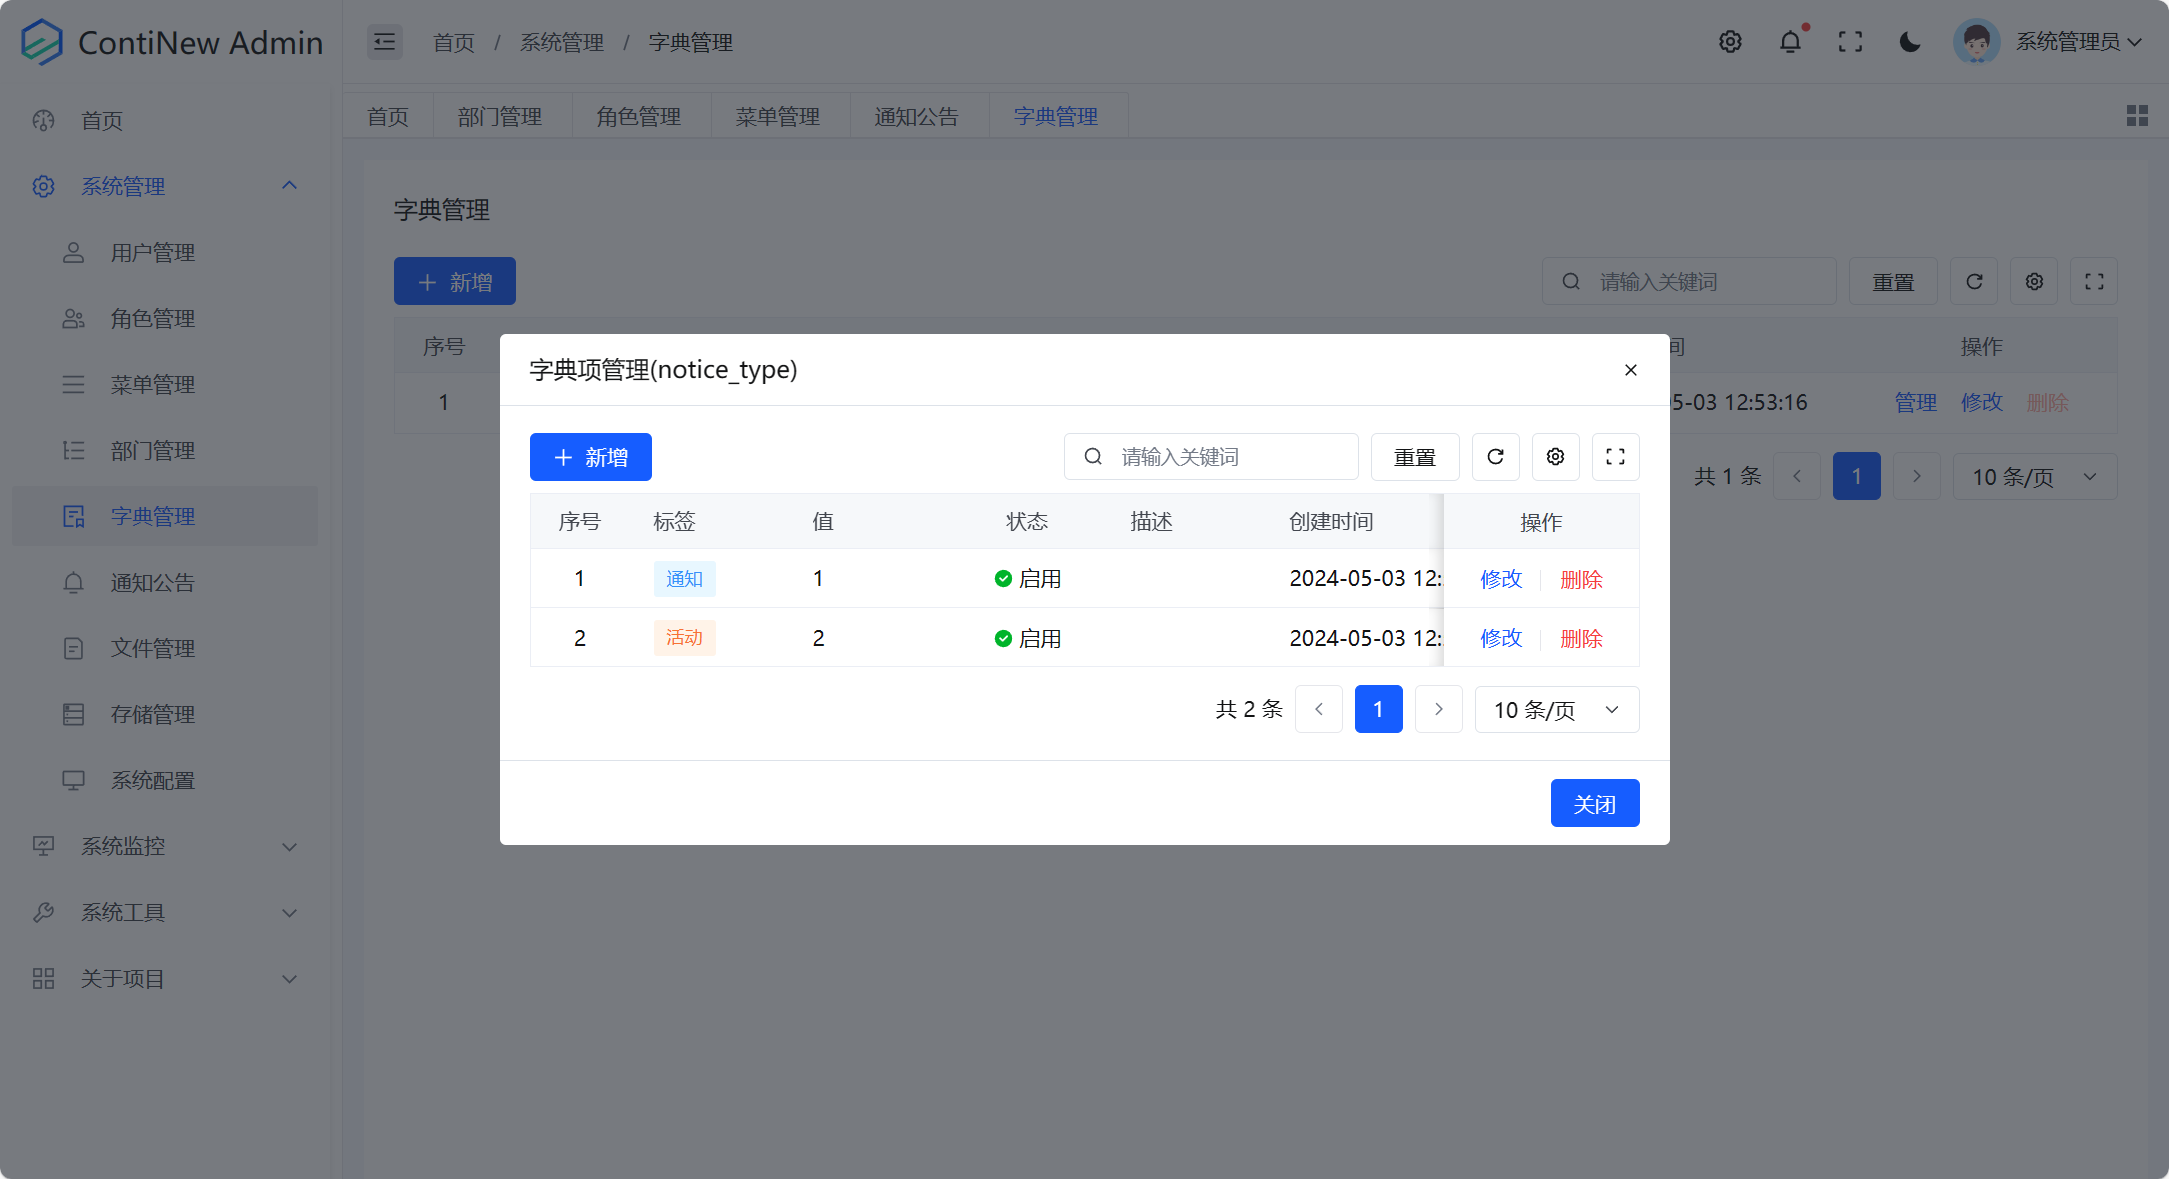 ContiNew Admin
首页 / 系统管理 / 字典管理
系统管理员
首页
部门管理
角色管理
菜单管理
通知公告
字典管理
首页
系统管理
用户管理
角色管理
菜单管理
部门管理
字典管理
通知公告
文件管理
存储管理
系统配置
系统监控
系统工具
关于项目
字典管理
新增
请输入关键词
重置
序号
间
操作
1
5-03 12:53:16
管理 修改 删除
共 1 条
1
10 条/页
字典项管理(notice_type)
新增
请输入关键词
重置
序号 标签 值 状态 描述 创建时间 操作
1 通知 1 启用 2024-05-03 12: 修改 删除
2 活动 2 启用 2024-05-03 12: 修改 删除
共 2 条
1
10 条/页
关闭